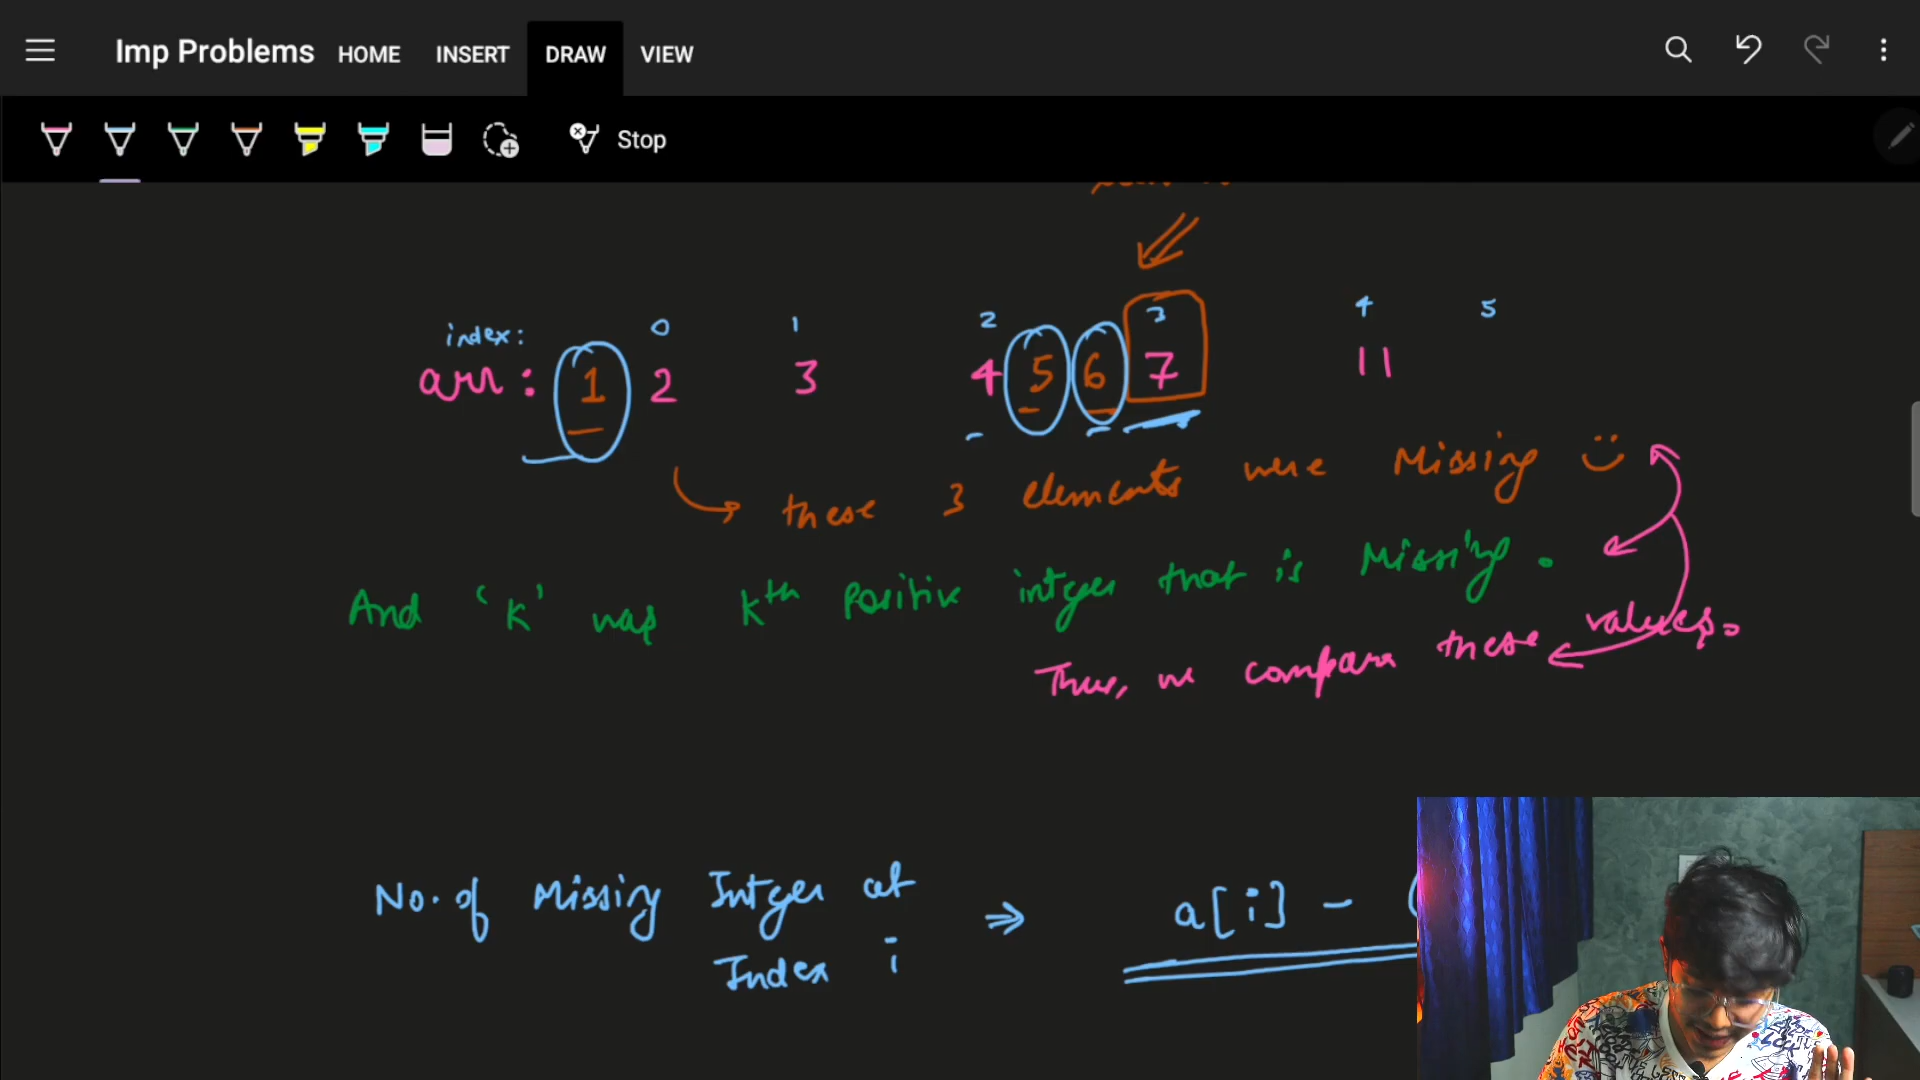 Imp Problems HOME INSERT DRAW VIEW
Stop
index: 0 1 2 3 4 5
arr: 1 2 3 4 5 6 7 11
these 3 elements were Missing
And 'K' was Kth Positive integer that is Missing.
Thus, we compare these values.
No. of Missing Integer at ⇒ a[i] - (
Index i